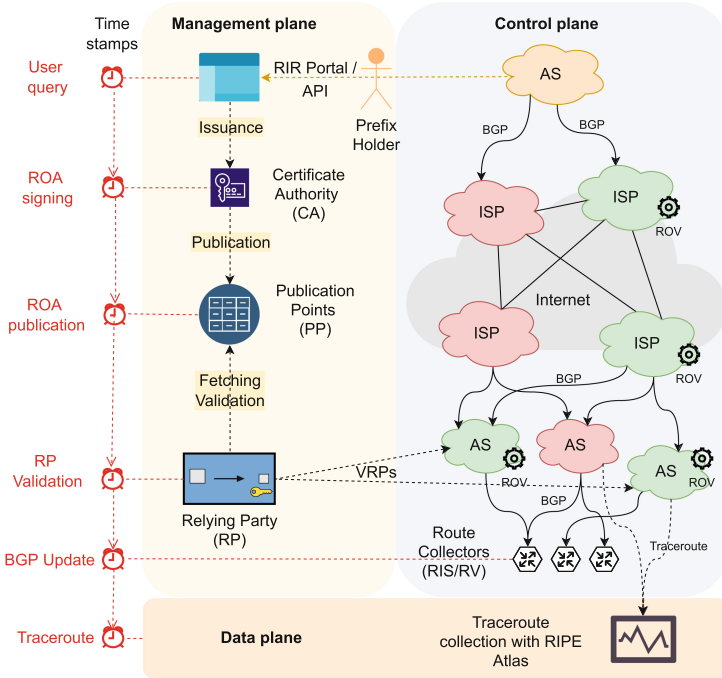 Time
stamps
Management plane
Control plane
User
query
RIR Portal /
API
AS
Prefix
Holder
Issuance
BGP
BGP
ROA
signing
Certificate
Authority
(CA)
ISP
ISP
ROV
Publication
ROA
publication
Publication
Points
(PP)
Internet
ISP
ISP
ROV
Fetching
Validation
BGP
RP
Validation
VRPs
AS
ROV
AS
AS
ROV
Relying Party
(RP)
BGP
BGP Update
Route
Collectors
(RIS/RV)
Traceroute
Traceroute
Data plane
Traceroute
collection with RIPE
Atlas